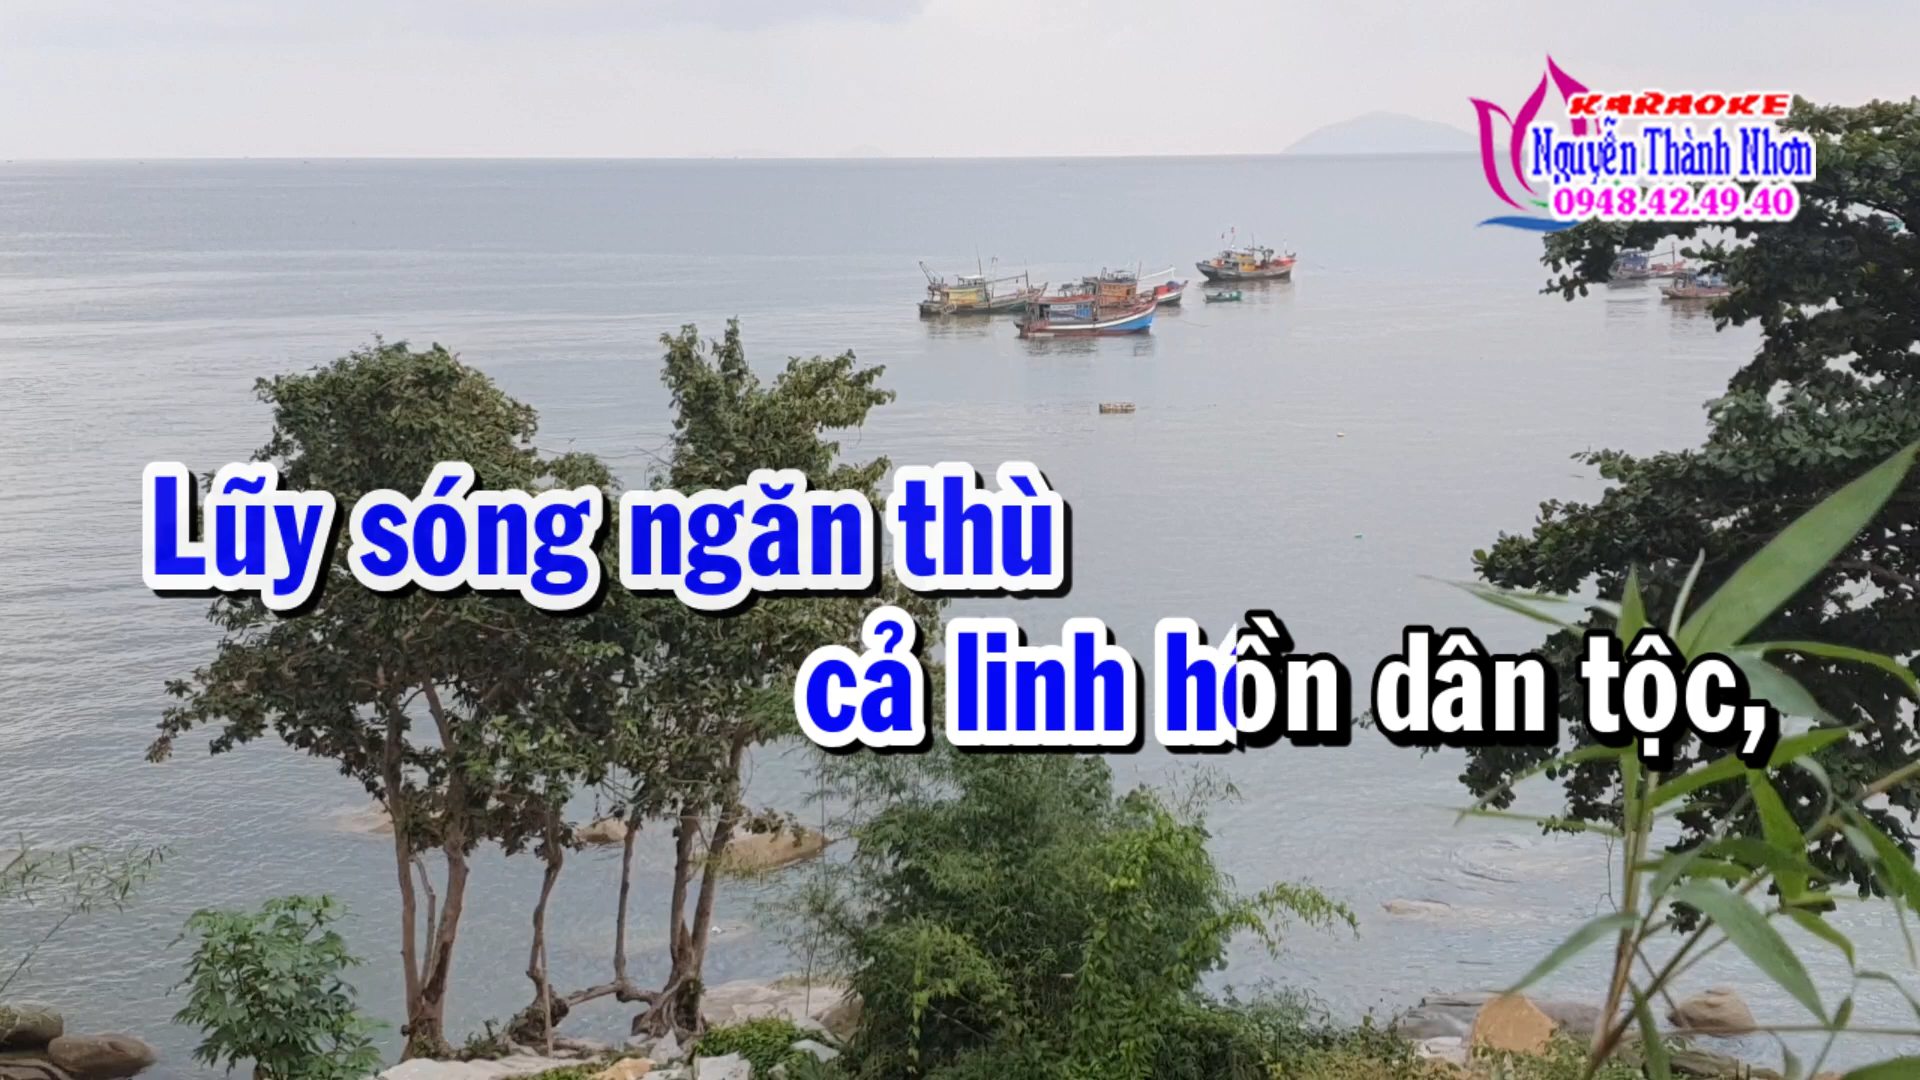 KARAOKE
Nguyễn Thành Nhơn
0948.42.49.40
Lũy sóng ngăn thù
cả linh hồn dân tộc,